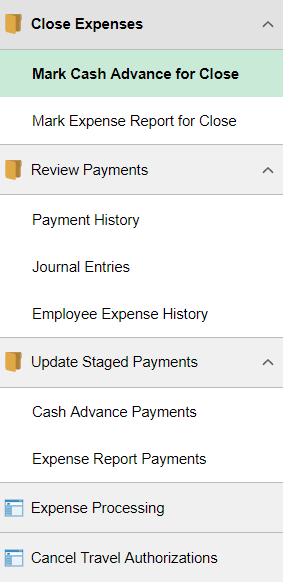 Close Expenses
Mark Cash Advance for Close
Mark Expense Report for Close
Review Payments
Payment History
Journal Entries
Employee Expense History
Update Staged Payments
Cash Advance Payments
Expense Report Payments
Expense Processing
Cancel Travel Authorizations